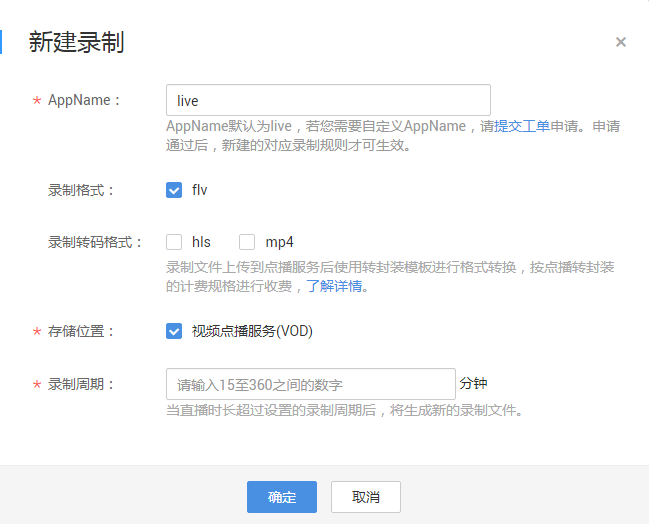 新建录制
×
* AppName：
live
AppName默认为live，若您需要自定义AppName，请提交工单申请。申请
通过后，新建的对应录制规则才可生效。
录制格式：
flv
录制转码格式：
hls mp4
录制文件上传到点播服务后使用转封装模板进行格式转换，按点播转封装
的计费规格进行收费，了解详情。
* 存储位置：
视频点播服务(VOD)
* 录制周期：
请输入15至360之间的数字 分钟
当直播时长超过设置的录制周期后，将生成新的录制文件。
确定 取消